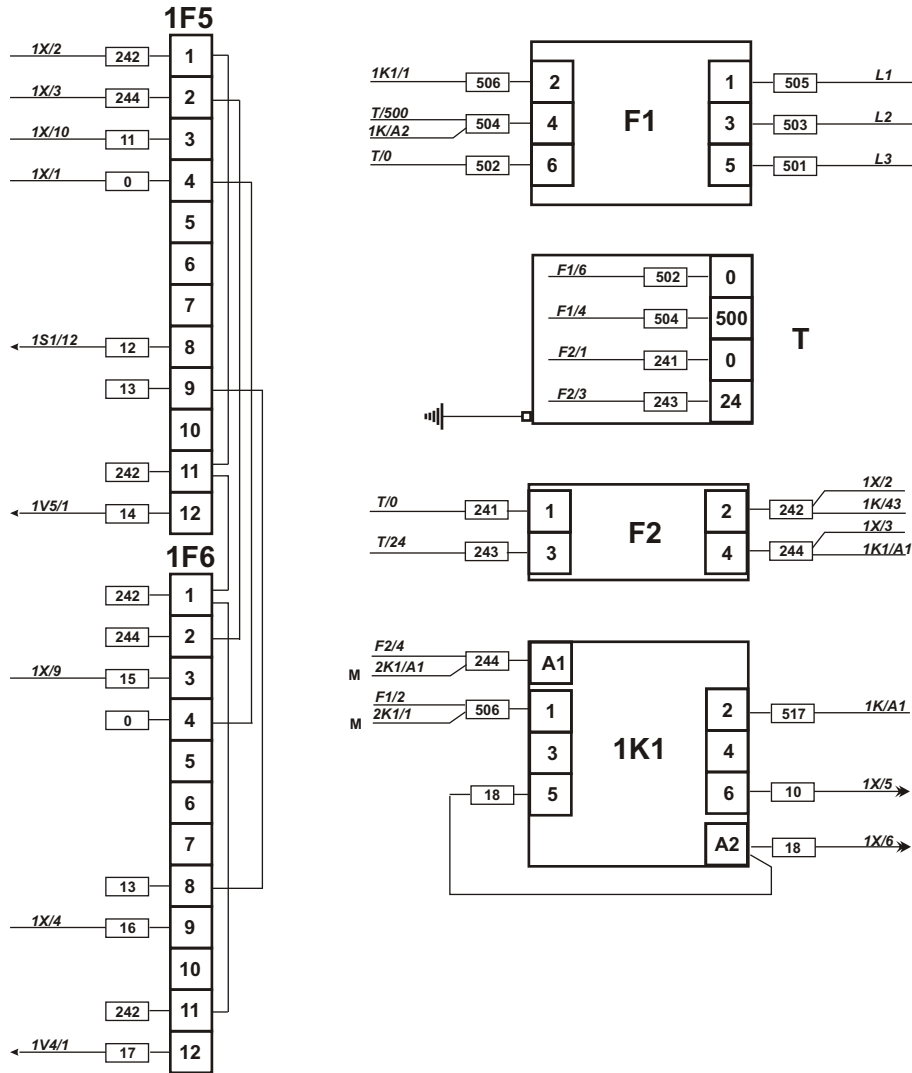 1F5
1X/2 242 1
1X/3 244 2
1X/10 11 3
1X/1 0 4
5
6
7
1S1/12 12 8
13 9
10
242 11
1V5/1 14 12
1F6
242 1
244 2
1X/9 15 3
0 4
5
6
7
13 8
1X/4 16 9
10
242 11
1V4/1 17 12
F1
1K1/1 506 2 1 505 L1
T/500
1K/A2
504 4 3 503 L2
T/0 502 6 5 501 L3
T
F1/6 502 0
F1/4 504 500
F2/1 241 0
F2/3 243 24
F2
T/0 241 1 2 242 1X/2
1K/43
T/24 243 3 4 244 1X/3
1K1/A1
1K1
F2/4
M 2K1/A1 244 A1
F1/2
M 2K1/1 506 1 2 517 1K/A1
3 4
18 5 6 10 1X/5
A2 18 1X/6